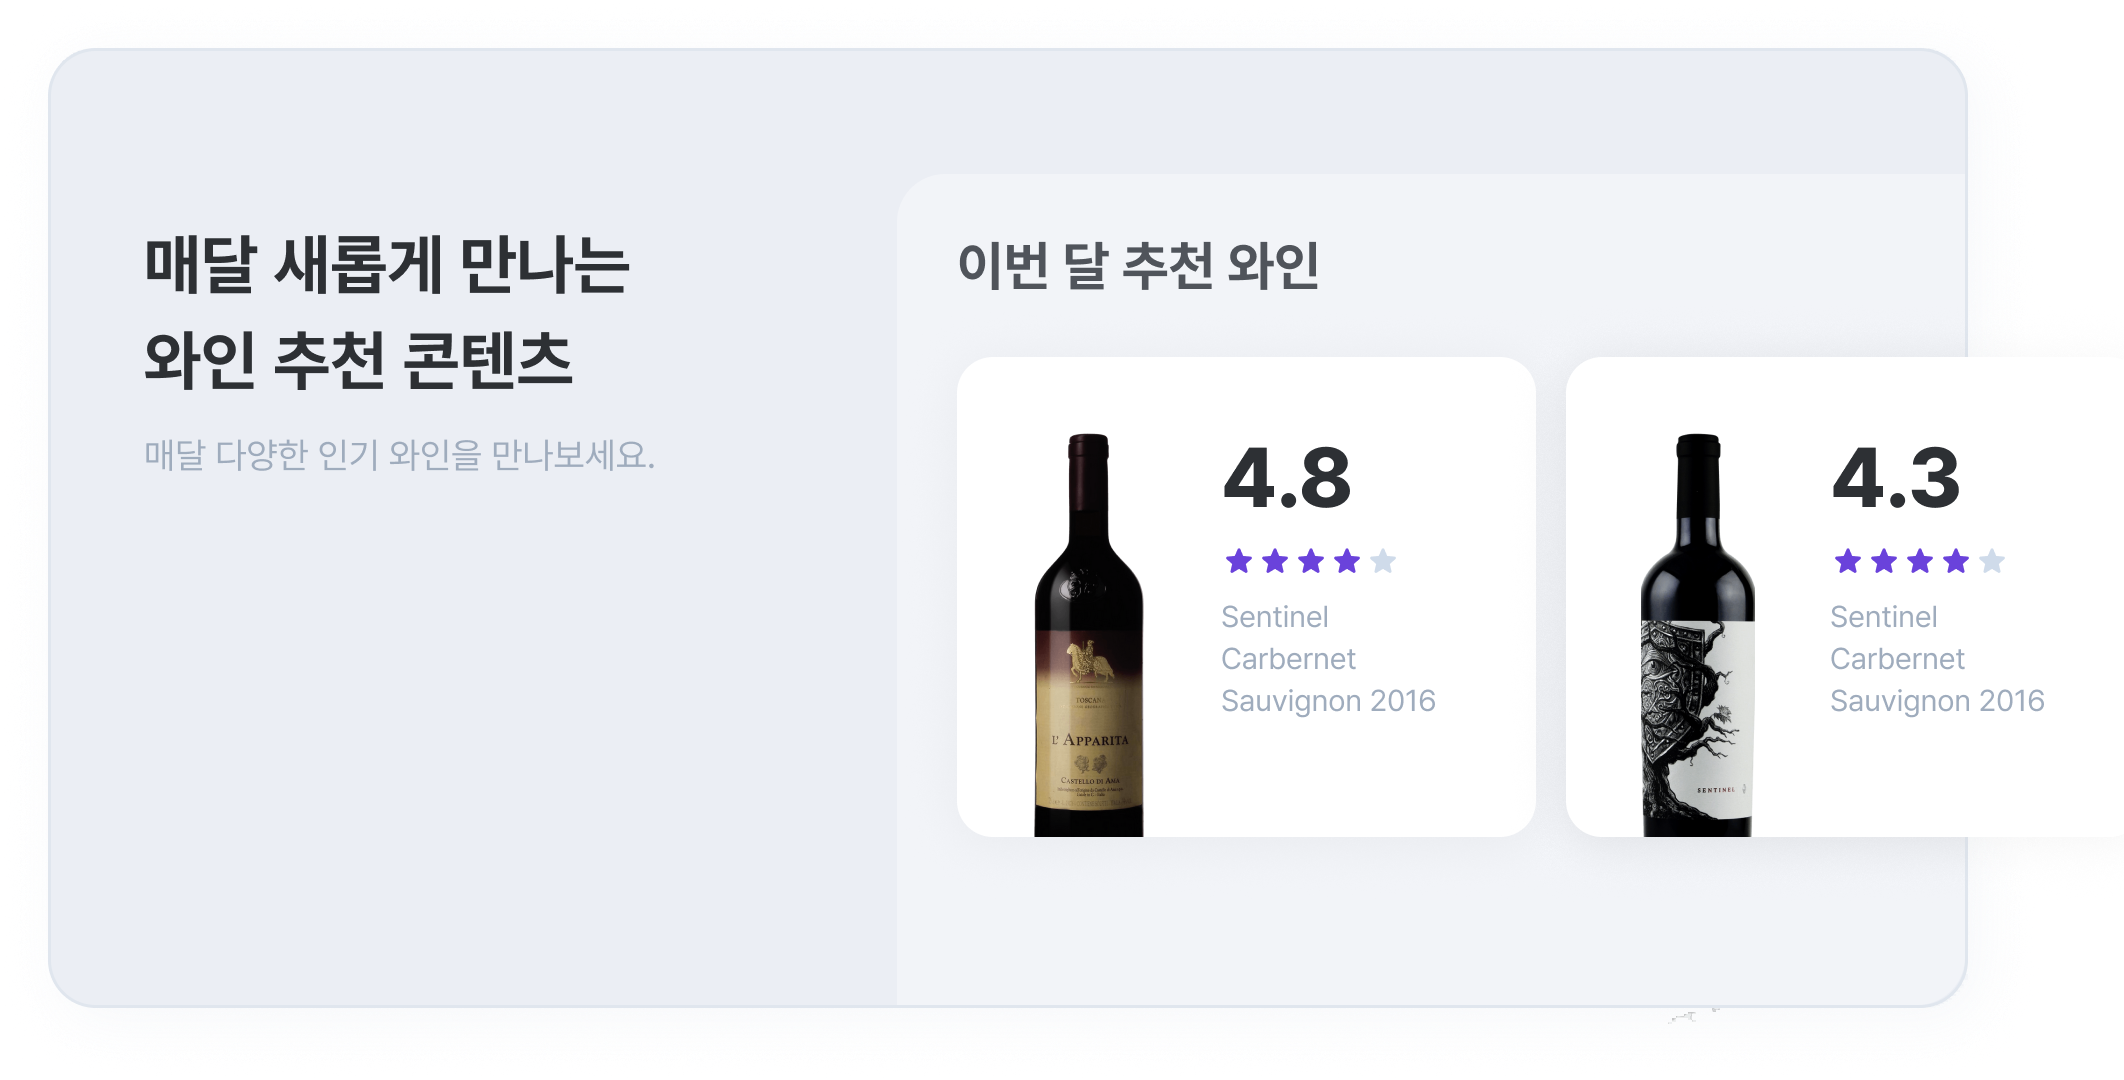 매달 새롭게 만나는
와인 추천 콘텐츠
매달 다양한 인기 와인을 만나보세요.
이번 달 추천 와인
4.8
Sentinel
Carbernet
Sauvignon 2016
TOSCANA
L' APPARITA
CASTELLO DI AMA
4.3
Sentinel
Carbernet
Sauvignon 2016
SENTINEL